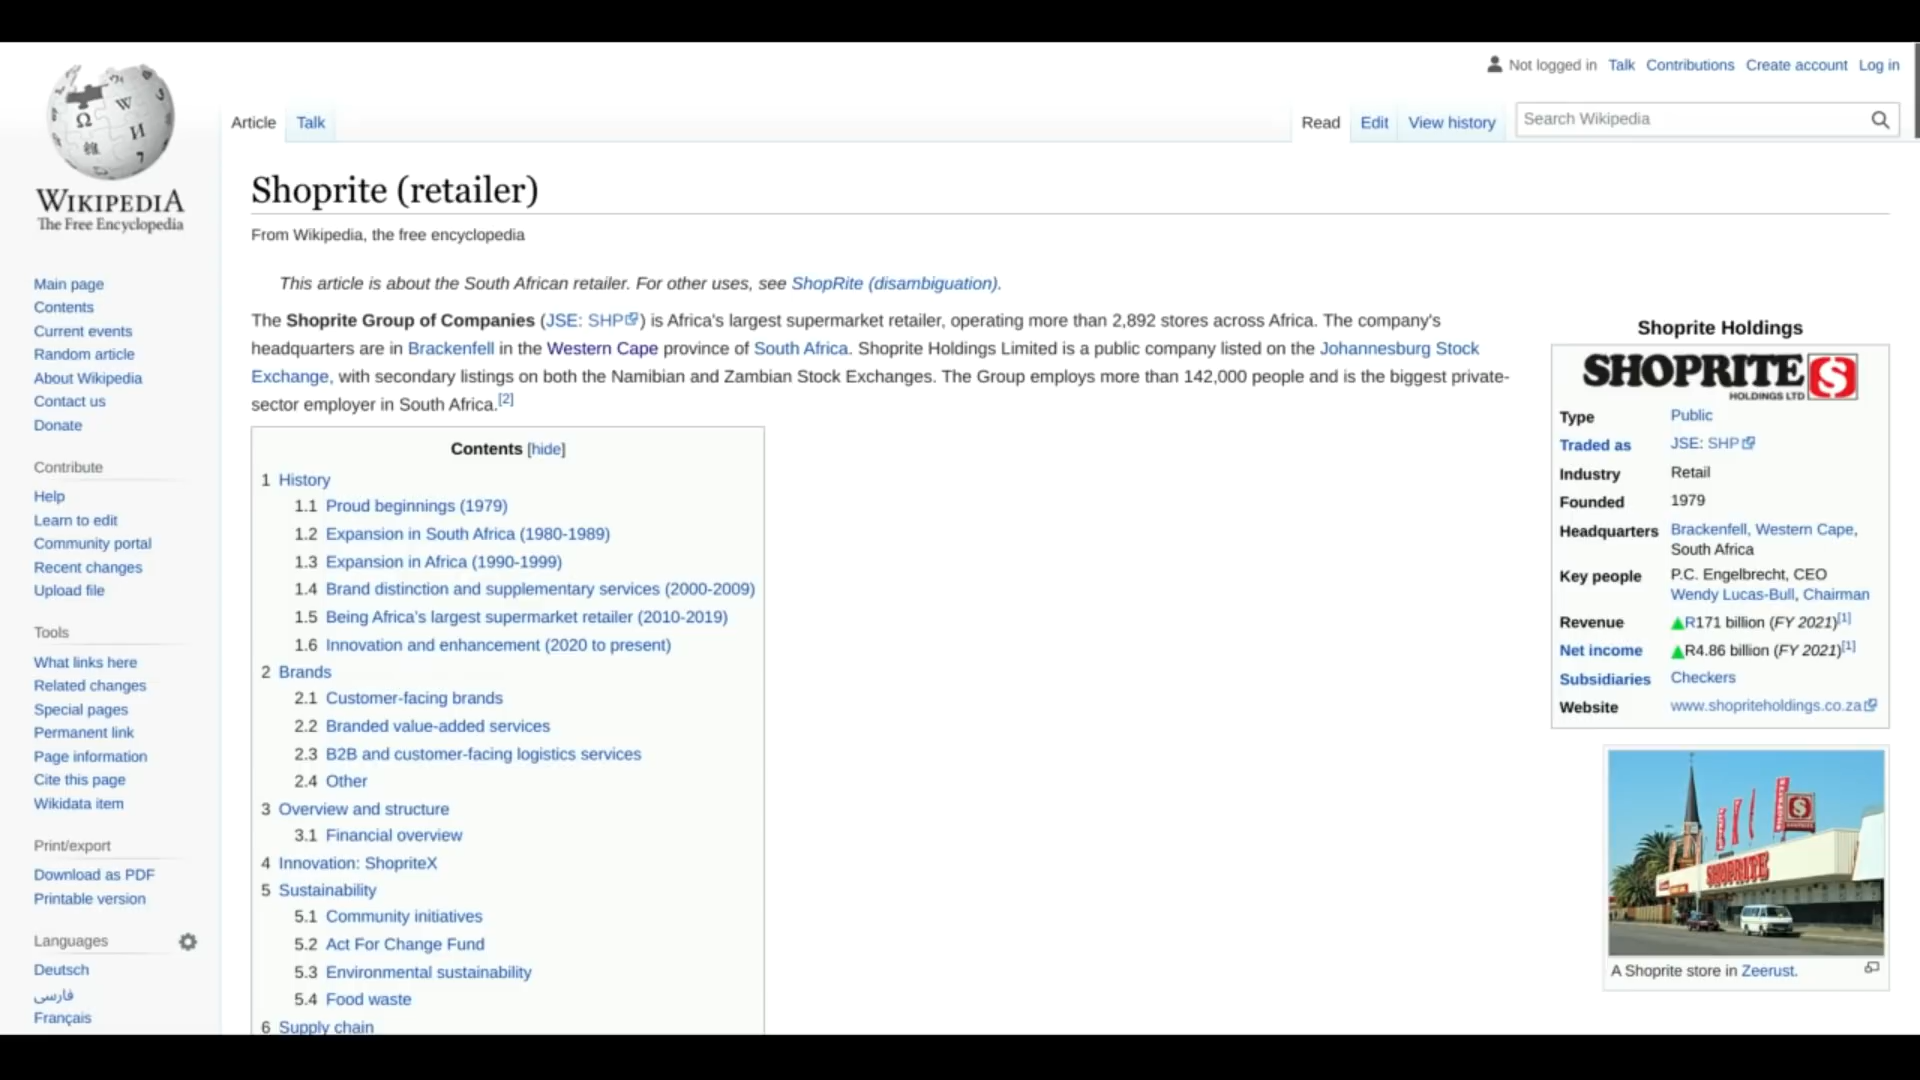 Not logged in Talk Contributions Create account Log in
Article Talk Read Edit View history Search Wikipedia
WIKIPEDIA
The Free Encyclopedia
Main page
Contents
Current events
Random article
About Wikipedia
Contact us
Donate
Contribute
Help
Learn to edit
Community portal
Recent changes
Upload file
Tools
What links here
Related changes
Special pages
Permanent link
Page information
Cite this page
Wikidata item
Print/export
Download as PDF
Printable version
Languages
Deutsch
فارسی
Français
Shoprite (retailer)
From Wikipedia, the free encyclopedia
This article is about the South African retailer. For other uses, see ShopRite (disambiguation).
The Shoprite Group of Companies (JSE: SHP) is Africa's largest supermarket retailer, operating more than 2,892 stores across Africa. The company's
headquarters are in Brackenfell in the Western Cape province of South Africa. Shoprite Holdings Limited is a public company listed on the Johannesburg Stock
Exchange, with secondary listings on both the Namibian and Zambian Stock Exchanges. The Group employs more than 142,000 people and is the biggest private-
sector employer in South Africa.[2]
Contents [hide]
1 History
1.1 Proud beginnings (1979)
1.2 Expansion in South Africa (1980-1989)
1.3 Expansion in Africa (1990-1999)
1.4 Brand distinction and supplementary services (2000-2009)
1.5 Being Africa's largest supermarket retailer (2010-2019)
1.6 Innovation and enhancement (2020 to present)
2 Brands
2.1 Customer-facing brands
2.2 Branded value-added services
2.3 B2B and customer-facing logistics services
2.4 Other
3 Overview and structure
3.1 Financial overview
4 Innovation: ShopriteX
5 Sustainability
5.1 Community initiatives
5.2 Act For Change Fund
5.3 Environmental sustainability
5.4 Food waste
6 Supply chain
Shoprite Holdings
SHOPRITE S
HOLDINGS LTD
Type Public
Traded as JSE: SHP
Industry Retail
Founded 1979
Headquarters Brackenfell, Western Cape,
South Africa
Key people P.C. Engelbrecht, CEO
Wendy Lucas-Bull, Chairman
Revenue ▲R171 billion (FY 2021)[1]
Net income ▲R4.86 billion (FY 2021)[1]
Subsidiaries Checkers
Website www.shopriteholdings.co.za
SHOPRITE
A Shoprite store in Zeerust.